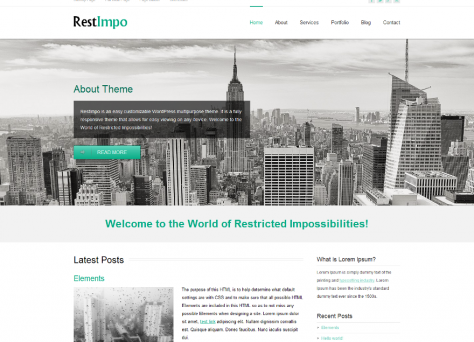 RestImpo
Home About Services Portfolio Blog Contact
About Theme
RestImpo is an easy customizable WordPress multipurpose theme. It is a fully
responsive theme that allows for easy viewing on any device. Welcome to the
World of Restricted Impossibilities!
READ MORE
Welcome to the World of Restricted Impossibilities!
Latest Posts
Elements
The purpose of this HTML is to help determine what default
settings are with CSS and to make sure that all possible HTML
Elements are included in this HTML so as to not miss any
possible Elements when designing a site. Lorem ipsum dolor
sit amet, test link adipiscing elit. Nullam dignissim convallis
est. Quisque aliquam. Donec faucibus. Nunc iaculis suscipit
dui.
What is Lorem Ipsum?
Lorem Ipsum is simply dummy text of the
printing and typesetting industry. Lorem
Ipsum has been the industry's standard
dummy text ever since the 1500s.
Recent Posts
Elements
Hello world!